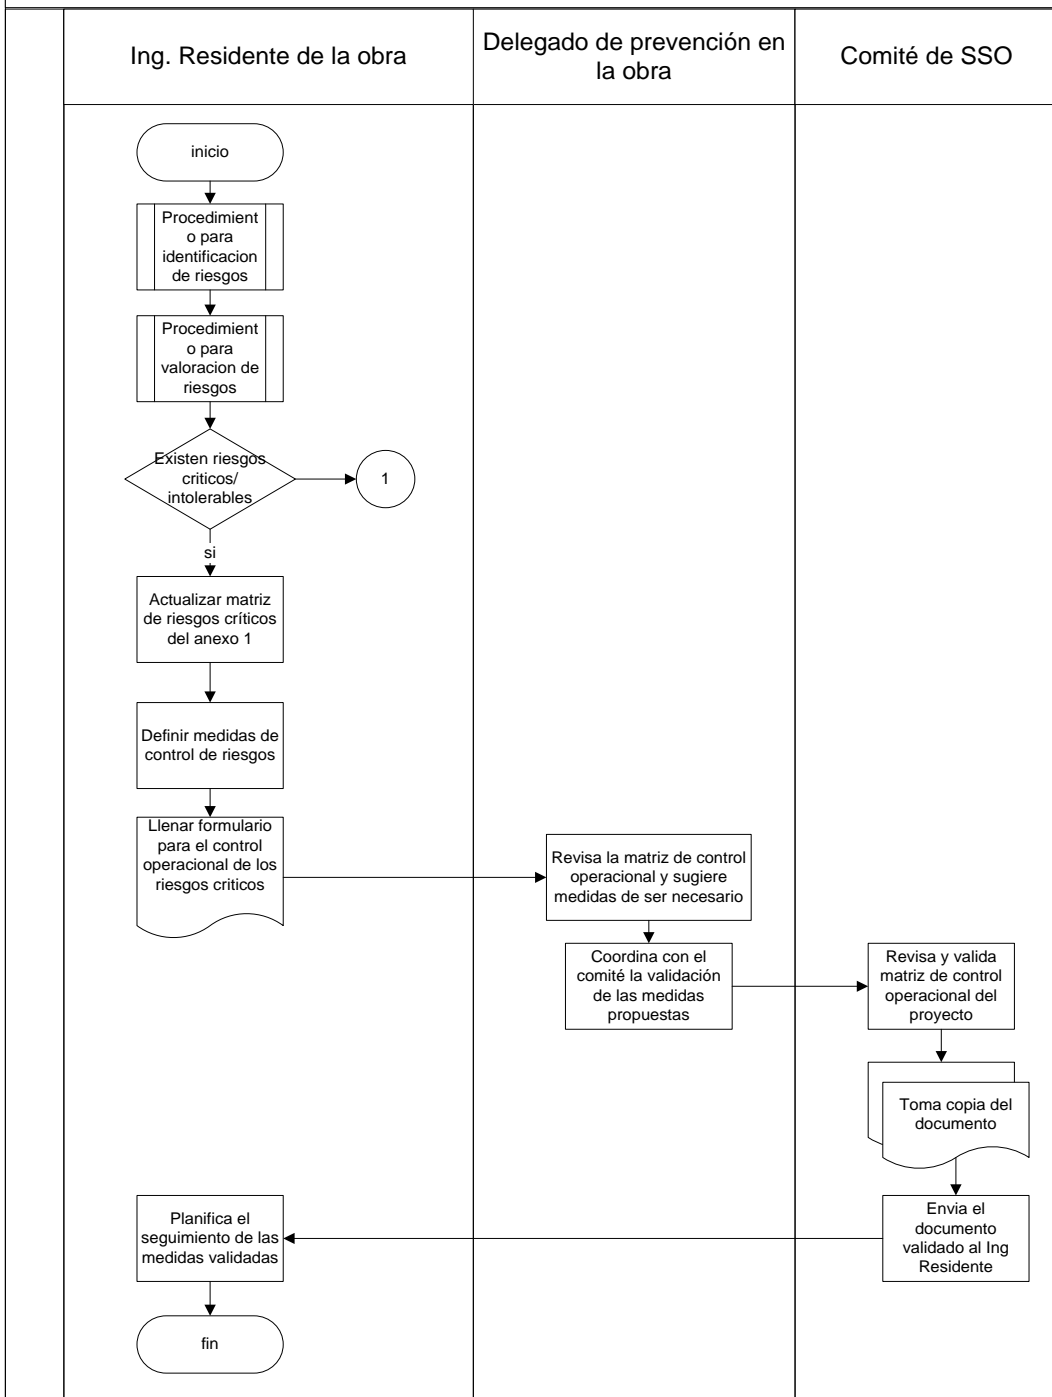 Ing. Residente de la obra
Delegado de prevención en
la obra
Comité de SSO
inicio
Procedimient
o para
identificacion
de riesgos
Procedimient
o para
valoracion de
riesgos
Existen riesgos
criticos/
intolerables
1
si
Actualizar matriz
de riesgos críticos
del anexo 1
Definir medidas de
control de riesgos
Llenar formulario
para el control
operacional de los
riesgos criticos
Revisa la matriz de control
operacional y sugiere
medidas de ser necesario
Coordina con el
comité la validación
de las medidas
propuestas
Revisa y valida
matriz de control
operacional del
proyecto
Toma copia del
documento
Envia el
documento
validado al Ing
Residente
Planifica el
seguimiento de las
medidas validadas
fin